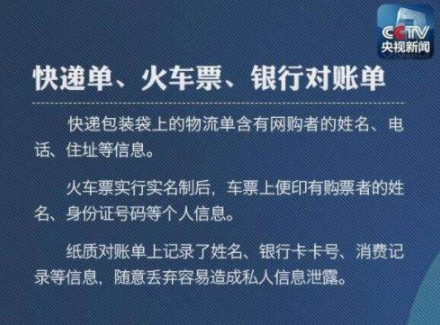 CCTV
央视新闻
快递单、火车票、银行对账单
快递包装袋上的物流单含有网购者的姓名、电
话、住址等信息。
火车票实行实名制后，车票上便印有购票者的姓
名、身份证号码等个人信息。
纸质对账单上记录了姓名、银行卡卡号、消费记
录等信息，随意丢弃容易造成私人信息泄露。